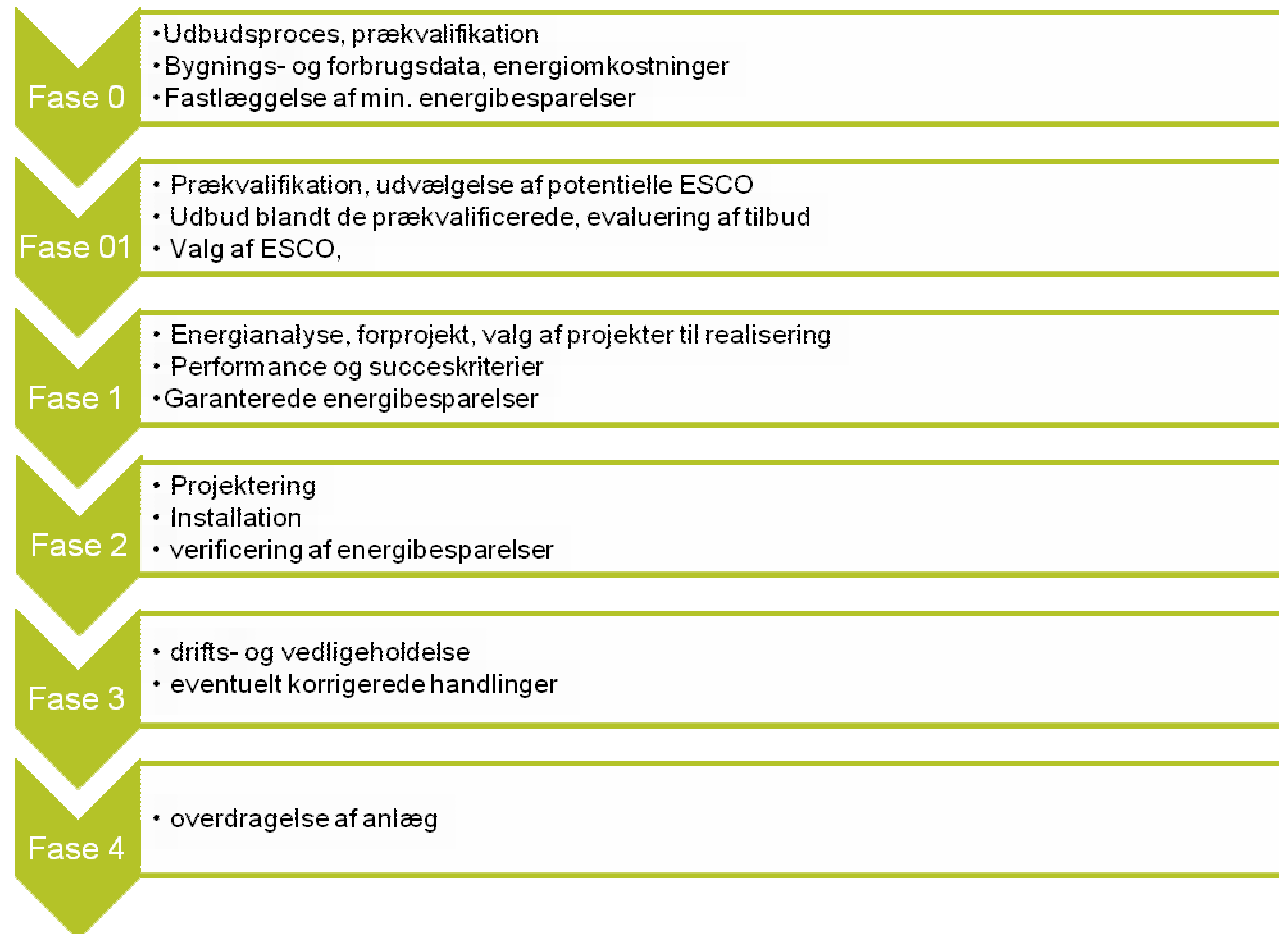 Fase 0
•Udbudsproces, prækvalifikation
•Bygnings- og forbrugsdata, energiomkostninger
•Fastlæggelse af min. energibesparelser
Fase 01
• Prækvalifikation, udvælgelse af potentielle ESCO
• Udbud blandt de prækvalificerede, evaluering af tilbud
• Valg af ESCO,
Fase 1
• Energianalyse, forprojekt, valg af projekter til realisering
• Performance og succeskriterier
•Garanterede energibesparelser
Fase 2
• Projektering
• Installation
• verificering af energibesparelser
Fase 3
• drifts- og vedligeholdelse
• eventuelt korrigerede handlinger
Fase 4
• overdragelse af anlæg